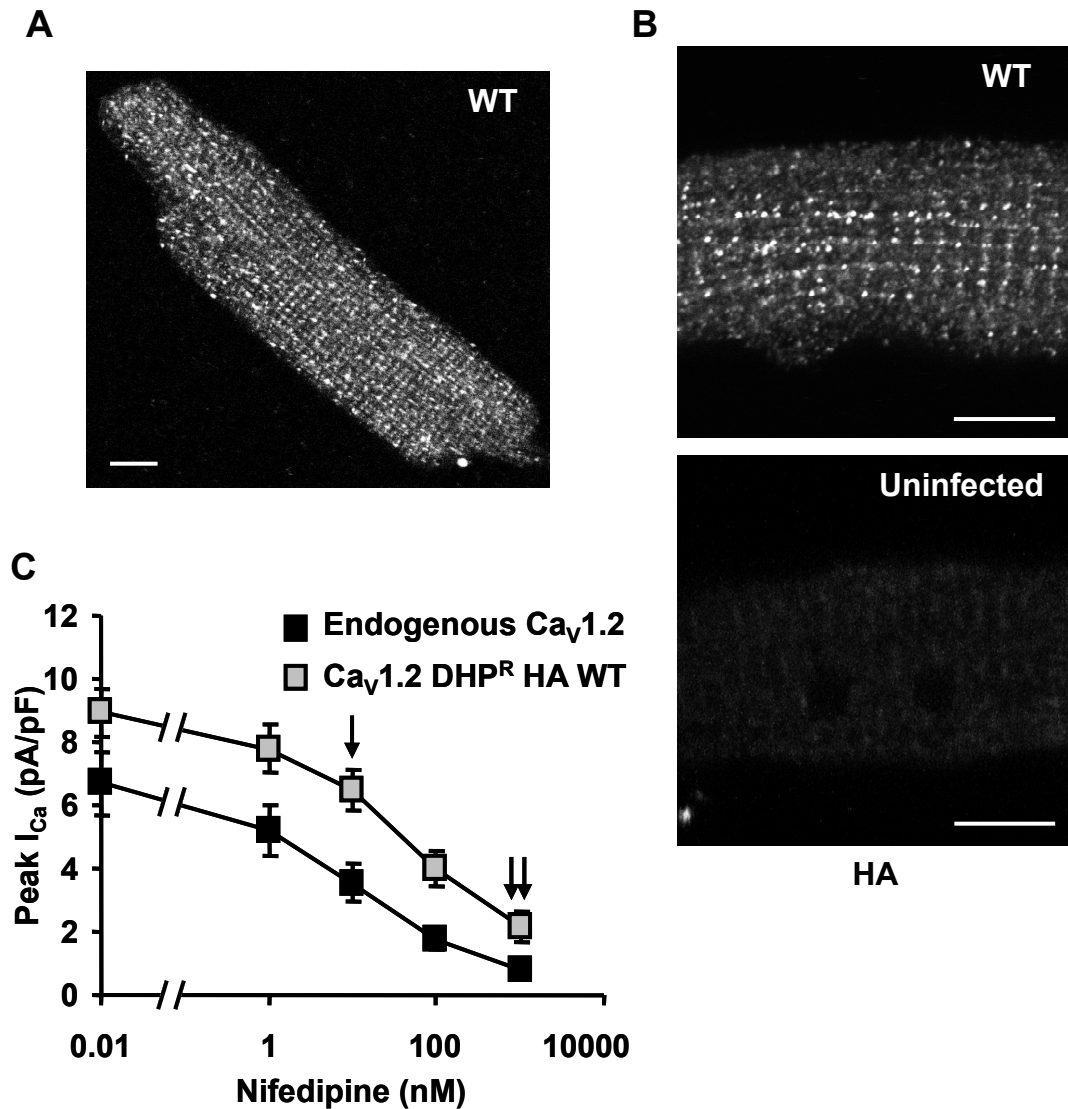 A
WT
B
WT
Uninfected
HA
C
Endogenous CaV1.2
CaV1.2 DHPR HA WT
Peak ICa (pA/pF)
12
10
8
6
4
2
0
0.01 1 100 10000
Nifedipine (nM)